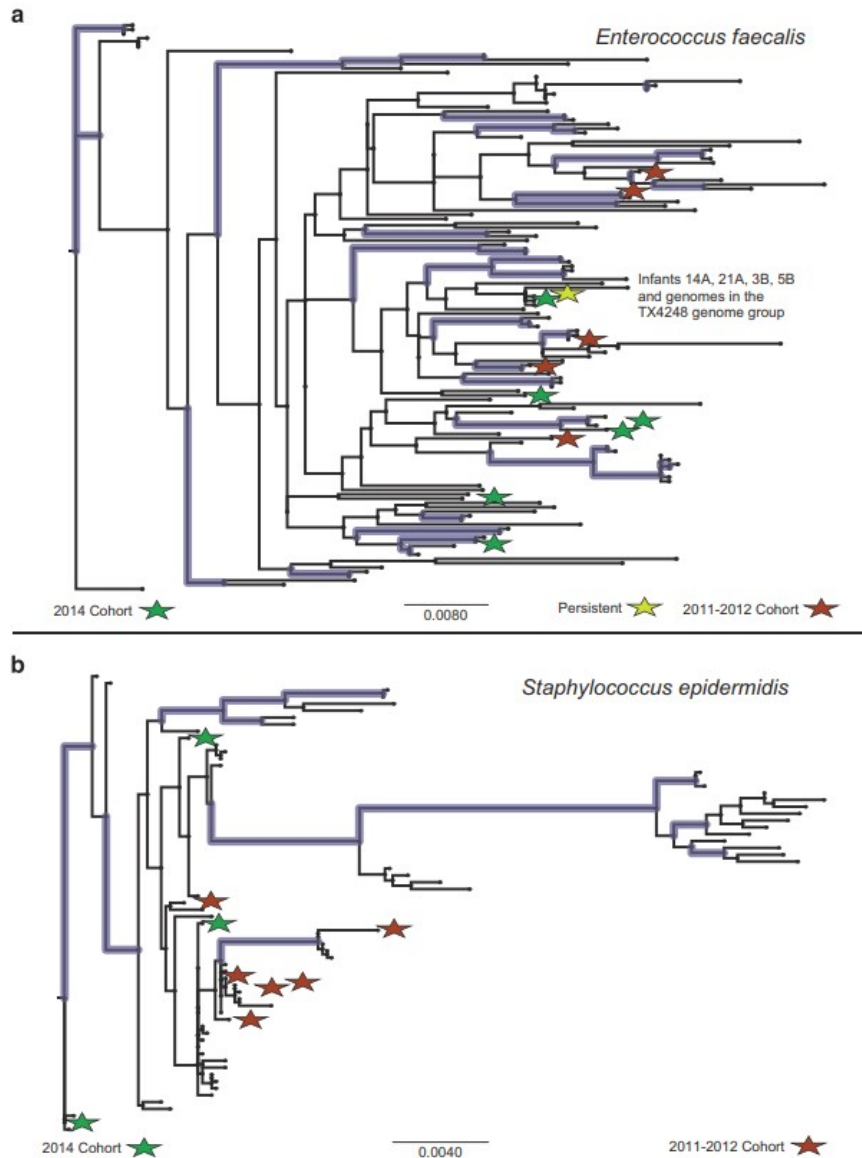 a
Enterococcus faecalis
Infants 14A, 21A, 3B, 5B
and genomes in the
TX4248 genome group
2014 Cohort
0.0080
Persistent
2011-2012 Cohort
b
Staphylococcus epidermidis
2014 Cohort
0.0040
2011-2012 Cohort